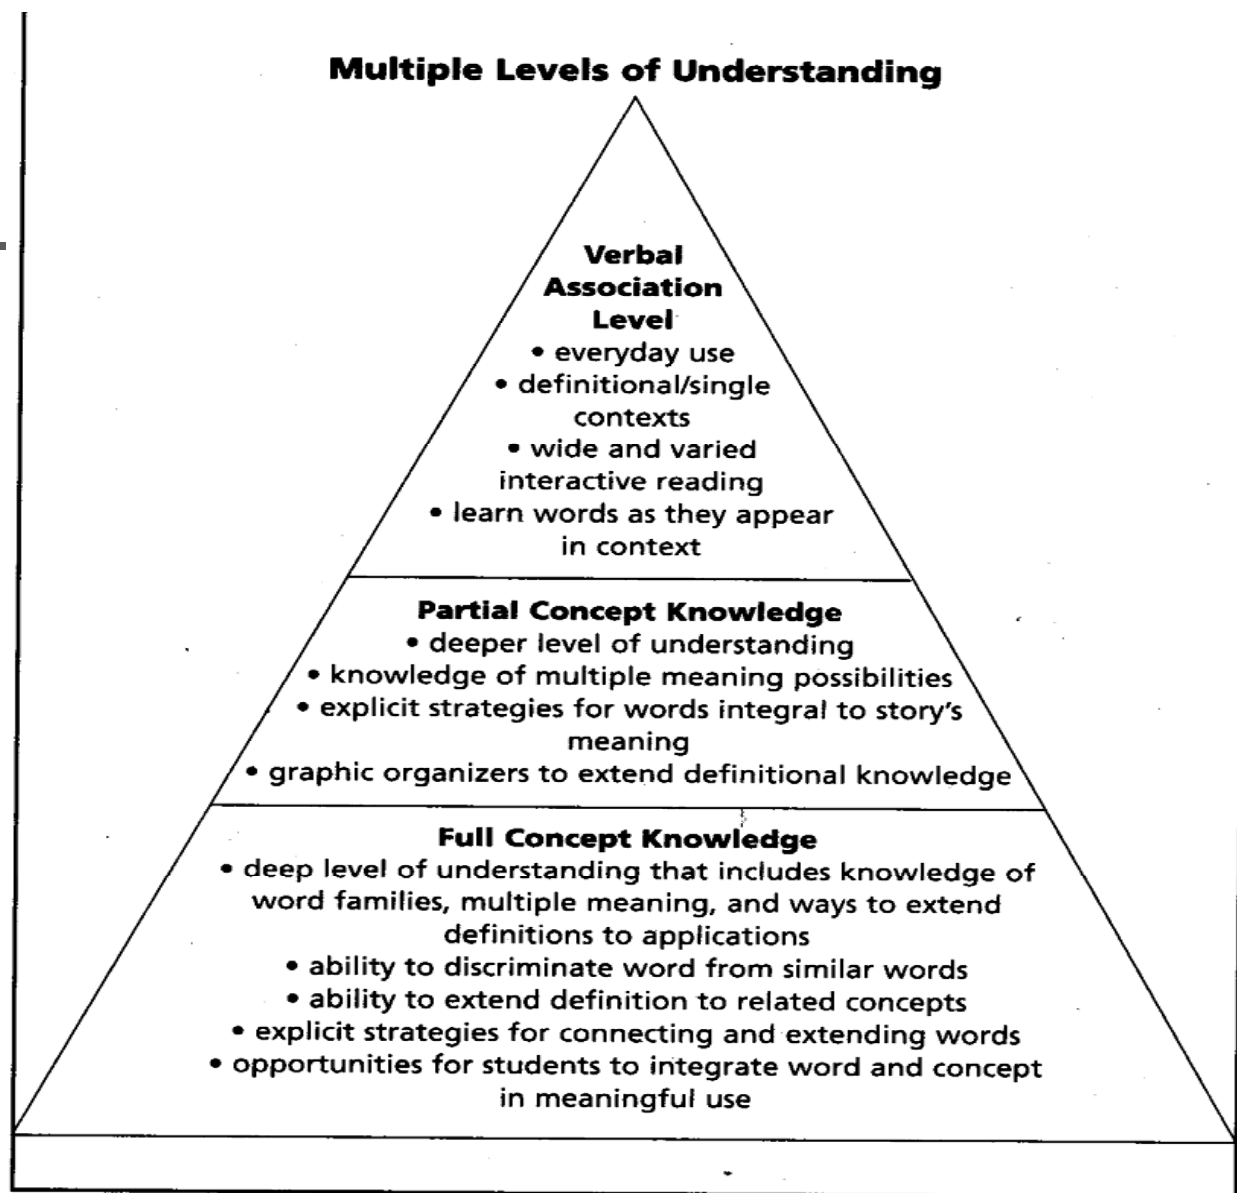 Multiple Levels of Understanding
Verbal
Association
Level
• everyday use
• definitional/single
contexts
• wide and varied
interactive reading
• learn words as they appear
in context
Partial Concept Knowledge
• deeper level of understanding
• knowledge of multiple meaning possibilities
• explicit strategies for words integral to story's
meaning
• graphic organizers to extend definitional knowledge
Full Concept Knowledge
• deep level of understanding that includes knowledge of
word families, multiple meaning, and ways to extend
definitions to applications
• ability to discriminate word from similar words
• ability to extend definition to related concepts
• explicit strategies for connecting and extending words
• opportunities for students to integrate word and concept
in meaningful use